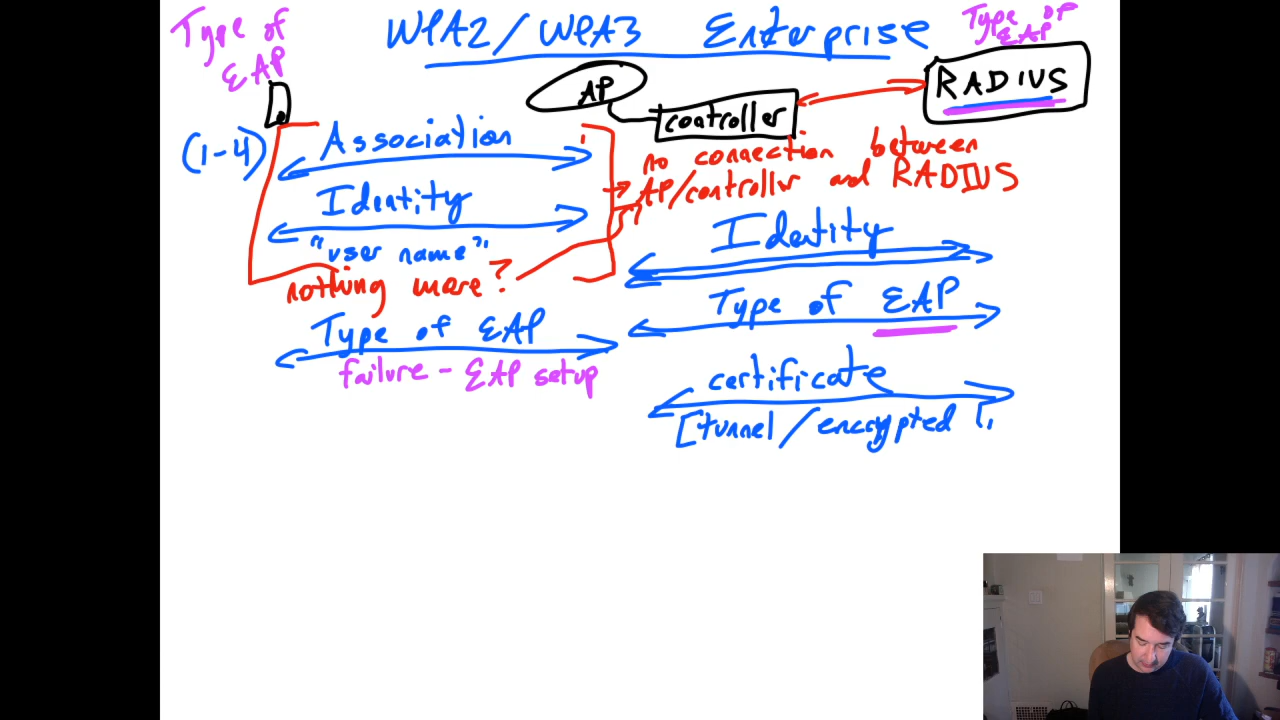 Type of
EAP
WPA2/WPA3 Enterprise
Type of
EAP
AP
controller
RADIUS
(1-4)
Association
no connection between
AP/controller and RADIUS
Identity
"user name"
nothing more?
Identity
Type of EAP
Type of EAP
failure - EAP setup
certificate
[tunnel/encrypted